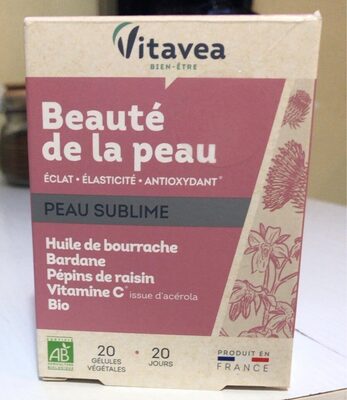 Vitavea
BIEN-ÊTRE
Beauté
de la peau
ÉCLAT • ÉLASTICITÉ • ANTIOXYDANT*
PEAU SUBLIME
Huile de bourrache
Bardane
Pépins de raisin
Vitamine C* issue d'acérola
Bio
AB
20 GÉLULES VÉGÉTALES • 20 JOURS
PRODUIT EN
FRANCE